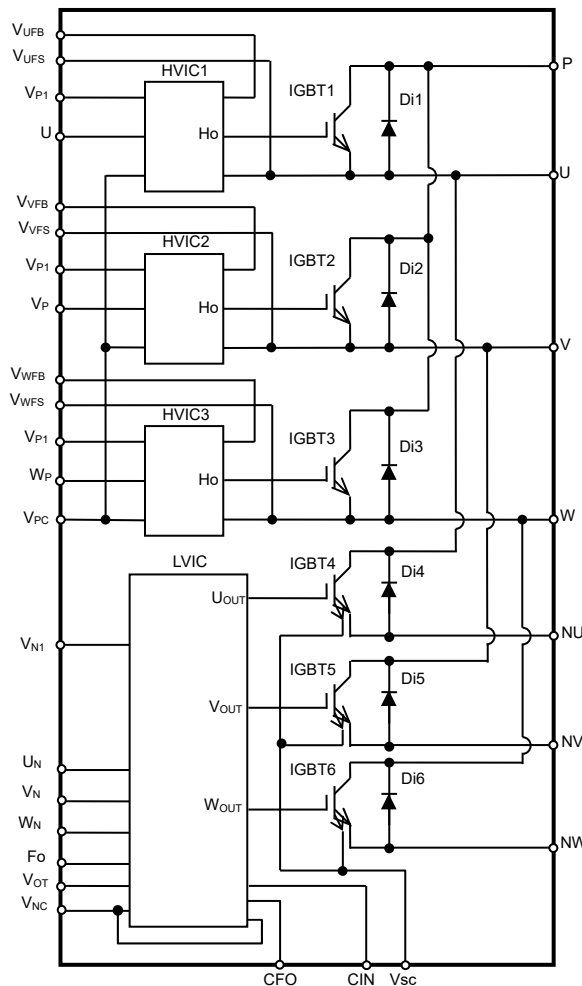 VUFB
P
VUFS
HVIC1
IGBT1
Di1
VP1
U
Ho
U
VVFB
VVFS
HVIC2
IGBT2
Di2
VP1
VP
Ho
V
VWFB
VWFS
HVIC3
IGBT3
Di3
VP1
WP
Ho
VPC
W
LVIC
IGBT4
Di4
UOUT
VN1
NU
IGBT5
Di5
VOUT
NV
UN
IGBT6
Di6
VN
WOUT
WN
NW
Fo
VOT
VNC
CFO
CIN
Vsc